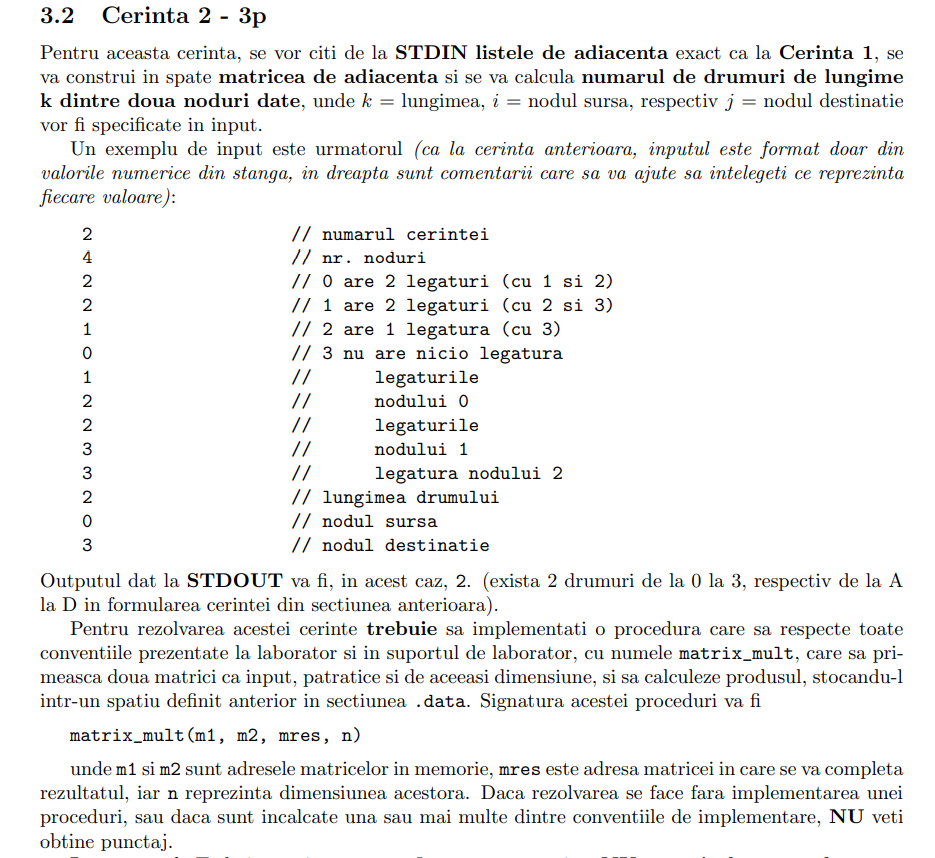 3.2 Cerinta 2 - 3p
Pentru aceasta cerinta, se vor citi de la STDIN listele de adiacenta exact ca la Cerinta 1, se
va construi in spate matricea de adiacenta si se va calcula numarul de drumuri de lungime
k dintre doua noduri date, unde k = lungimea, i = nodul sursa, respectiv j = nodul destinatie
vor fi specificate in input.
Un exemplu de input este urmatorul (ca la cerinta anterioara, inputul este format doar din
valorile numerice din stanga, in dreapta sunt comentarii care sa va ajute sa intelegeti ce reprezinta
fiecare valoare):
2 // numarul cerintei
4 // nr. noduri
2 // 0 are 2 legaturi (cu 1 si 2)
2 // 1 are 2 legaturi (cu 2 si 3)
1 // 2 are 1 legatura (cu 3)
0 // 3 nu are nicio legatura
1 // legaturile
2 // nodului 0
2 // legaturile
3 // nodului 1
3 // legatura nodului 2
2 // lungimea drumului
0 // nodul sursa
3 // nodul destinatie
Outputul dat la STDOUT va fi, in acest caz, 2. (exista 2 drumuri de la 0 la 3, respectiv de la A
la D in formularea cerintei din sectiunea anterioara).
Pentru rezolvarea acestei cerinte trebuie sa implementati o procedura care sa respecte toate
conventiile prezentate la laborator si in suportul de laborator, cu numele matrix_mult, care sa pri-
measca doua matrici ca input, patratice si de aceeasi dimensiune, si sa calculeze produsul, stocandu-l
intr-un spatiu definit anterior in sectiunea .data. Signatura acestei proceduri va fi
matrix_mult(m1, m2, mres, n)
unde m1 si m2 sunt adresele matricelor in memorie, mres este adresa matricei in care se va completa
rezultatul, iar n reprezinta dimensiunea acestora. Daca rezolvarea se face fara implementarea unei
proceduri, sau daca sunt incalcate una sau mai multe dintre conventiile de implementare, NU veti
obtine punctaj.